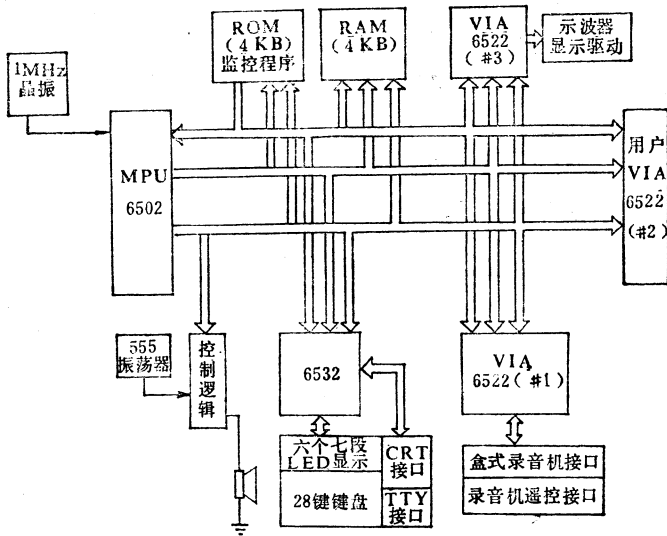 ROM
(4KB)
监控程序
RAM
(4KB)
VIA
6522
(#3)
示波器
显示驱动
1MHz
晶振
MPU
6502
用户
VIA
6522
(#2)
555
振荡器
控制逻辑
6532
VIA
6522(#1)
六个七段
LED显示
CRT
接口
28键键盘
TTY
接口
盒式录音机接口
录音机遥控接口